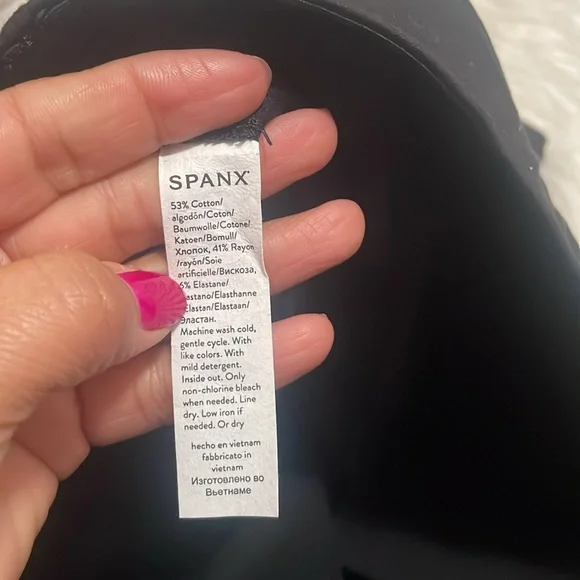 SPANX
53% Cotton/
algodón/Coton/
Baumwolle/Cotone/
Katoen/Bomull/
Хлопок, 41% Rayon
/rayón/Soie
artificielle/Вискоза,
6% Elastane/
/Elasthanne
Elastan/Elastaan/
Эластан.
Machine wash cold,
gentle cycle. With
like colors. With
mild detergent.
Inside out. Only
non-chlorine bleach
when needed. Line
dry. Low iron if
needed. Or dry
hecho en vietnam
fabbricato in
vietnam
Изготовлено во
Вьетнаме